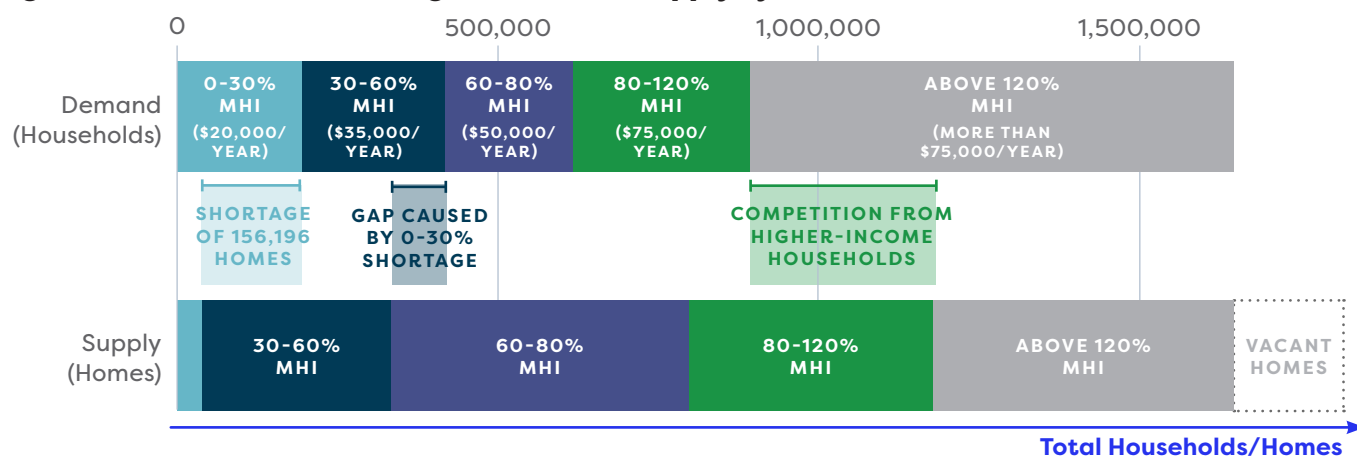 0
500,000
1,000,000
1,500,000
Demand
(Households)
0-30%
MHI
($20,000/
YEAR)
30-60%
MHI
($35,000/
YEAR)
60-80%
MHI
($50,000/
YEAR)
80-120%
MHI
($75,000/
YEAR)
ABOVE 120%
MHI
(MORE THAN
$75,000/YEAR)
SHORTAGE
OF 156,196
HOMES
GAP CAUSED
BY 0-30%
SHORTAGE
COMPETITION FROM
HIGHER-INCOME
HOUSEHOLDS
Supply
(Homes)
30-60%
MHI
60-80%
MHI
80-120%
MHI
ABOVE 120%
MHI
VACANT
HOMES
Total Households/Homes